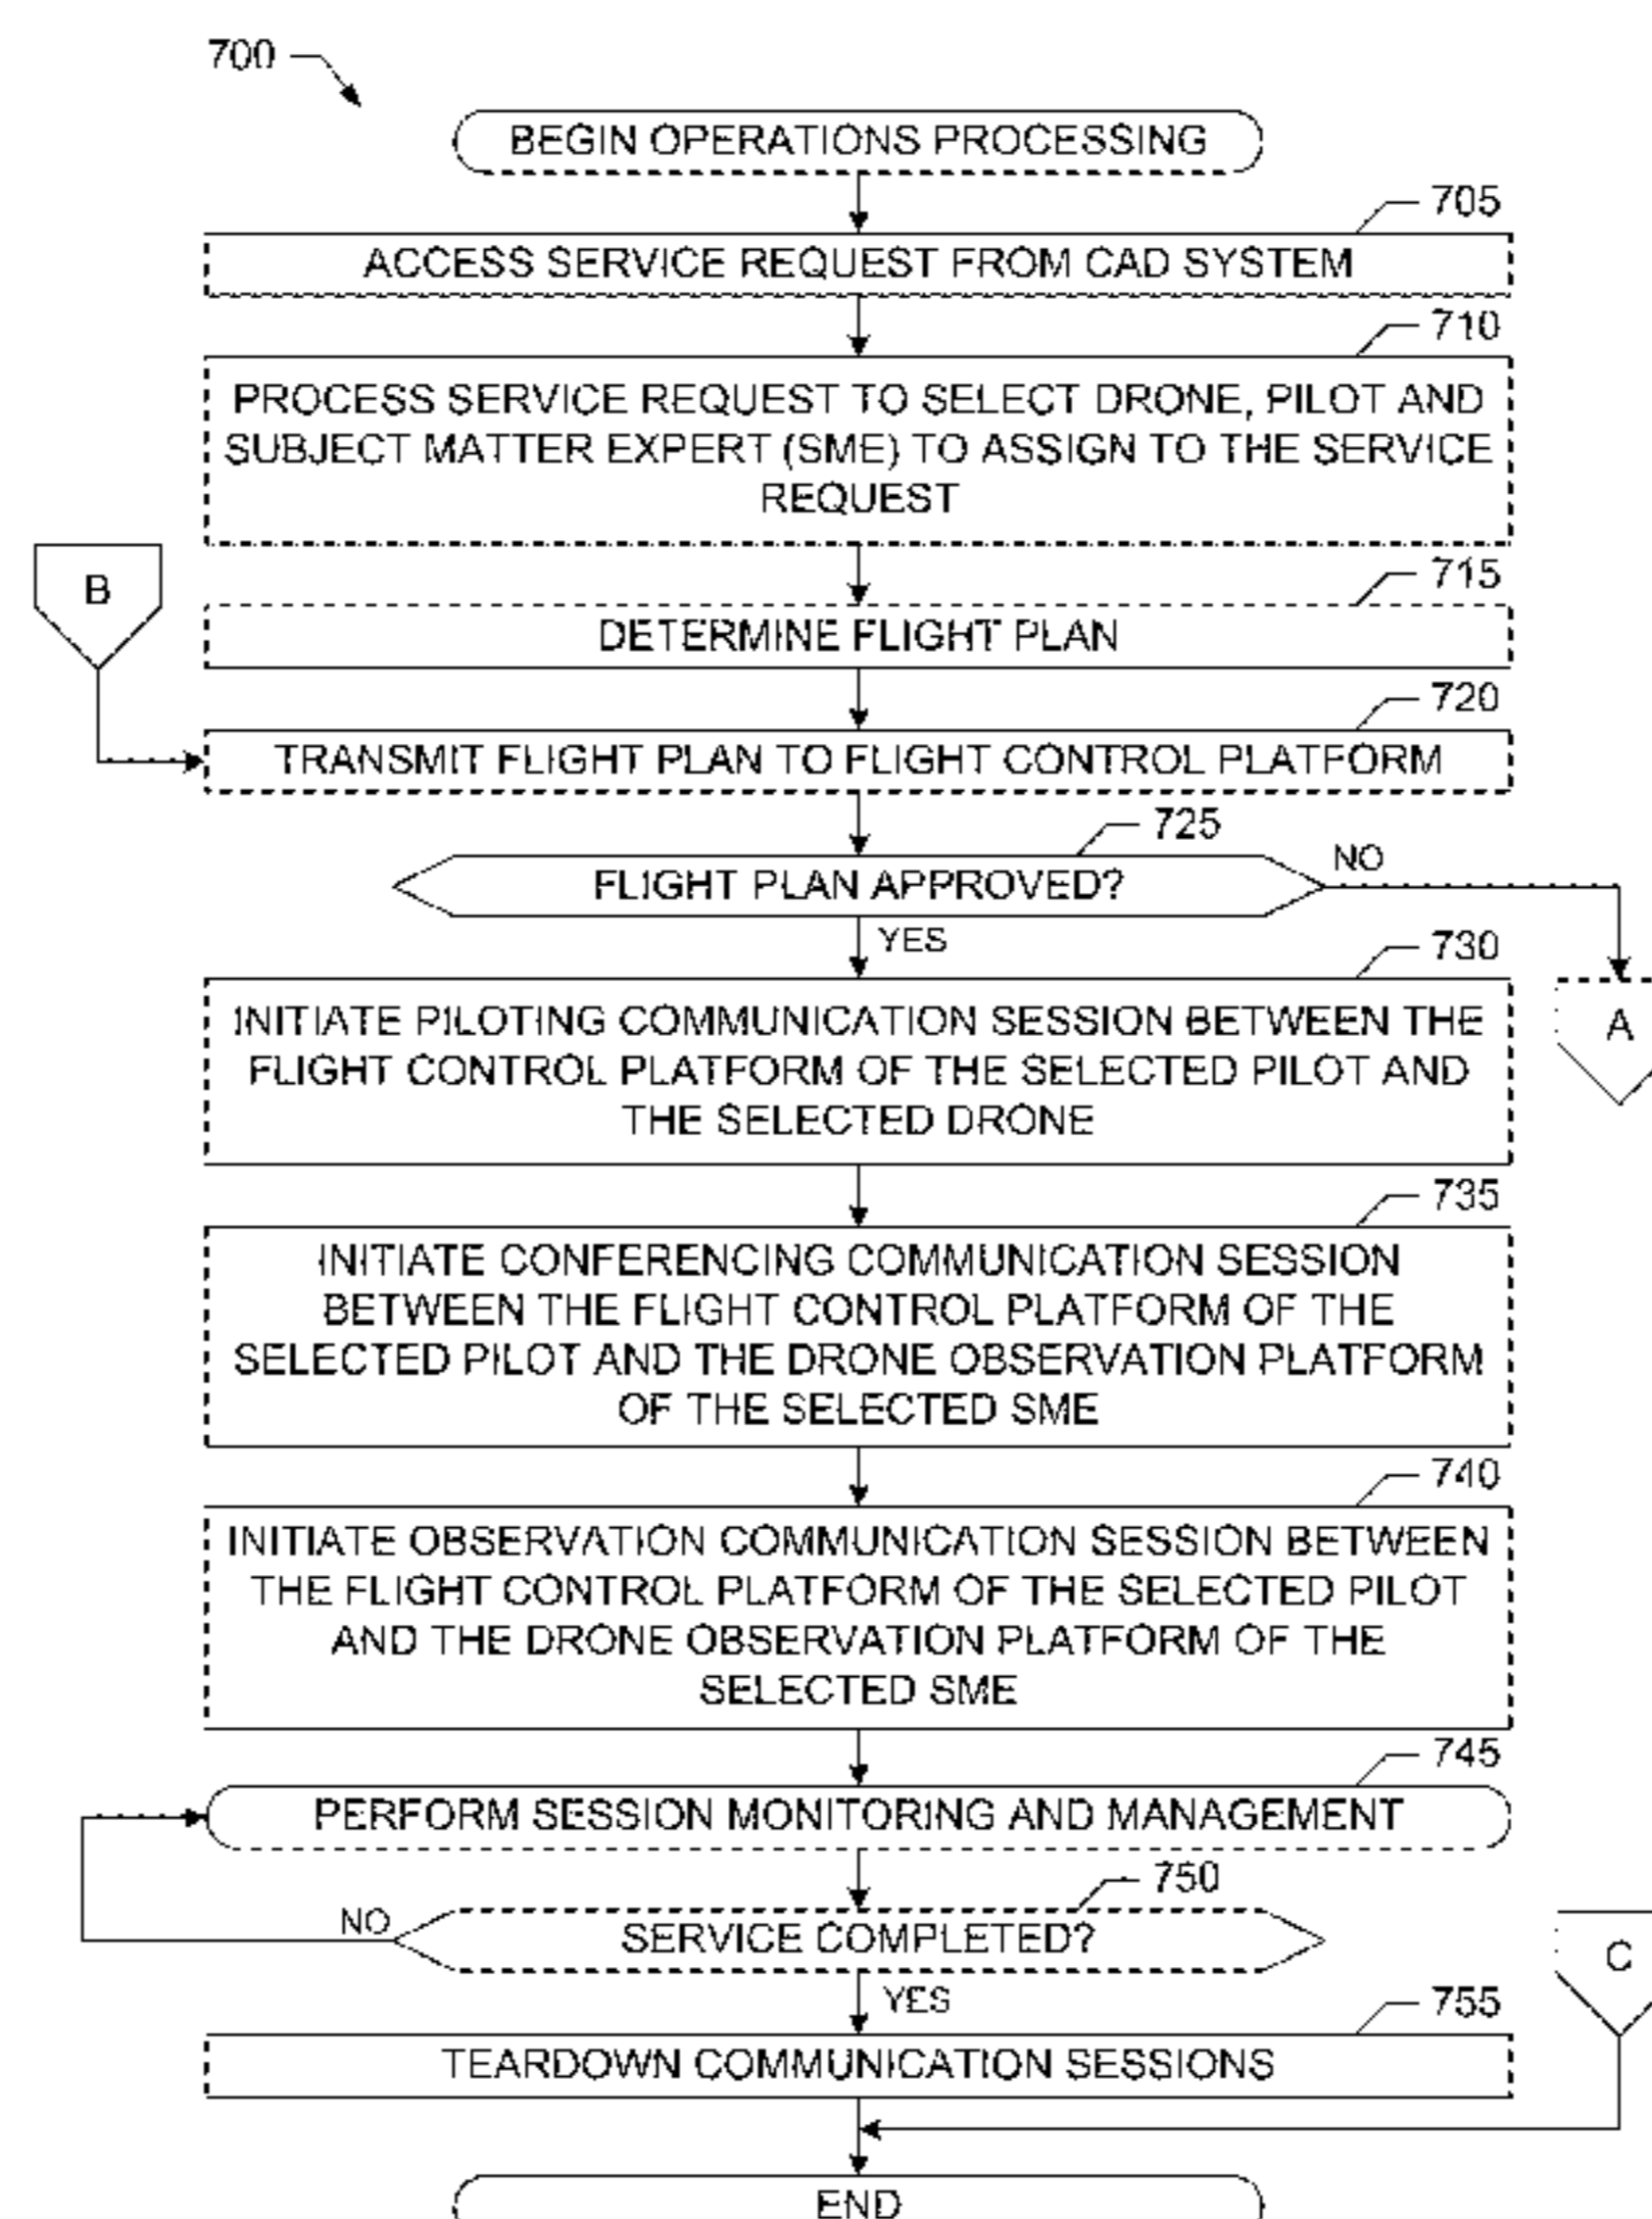 700
BEGIN OPERATIONS PROCESSING
705
ACCESS SERVICE REQUEST FROM CAD SYSTEM
710
PROCESS SERVICE REQUEST TO SELECT DRONE, PILOT AND
SUBJECT MATTER EXPERT (SME) TO ASSIGN TO THE SERVICE
REQUEST
B
715
DETERMINE FLIGHT PLAN
720
TRANSMIT FLIGHT PLAN TO FLIGHT CONTROL PLATFORM
725
FLIGHT PLAN APPROVED?
NO
YES
730
INITIATE PILOTING COMMUNICATION SESSION BETWEEN THE
FLIGHT CONTROL PLATFORM OF THE SELECTED PILOT AND
THE SELECTED DRONE
A
735
INITIATE CONFERENCING COMMUNICATION SESSION
BETWEEN THE FLIGHT CONTROL PLATFORM OF THE
SELECTED PILOT AND THE DRONE OBSERVATION PLATFORM
OF THE SELECTED SME
740
INITIATE OBSERVATION COMMUNICATION SESSION BETWEEN
THE FLIGHT CONTROL PLATFORM OF THE SELECTED PILOT
AND THE DRONE OBSERVATION PLATFORM OF THE
SELECTED SME
745
PERFORM SESSION MONITORING AND MANAGEMENT
750
NO
SERVICE COMPLETED?
C
YES
755
TEARDOWN COMMUNICATION SESSIONS
END